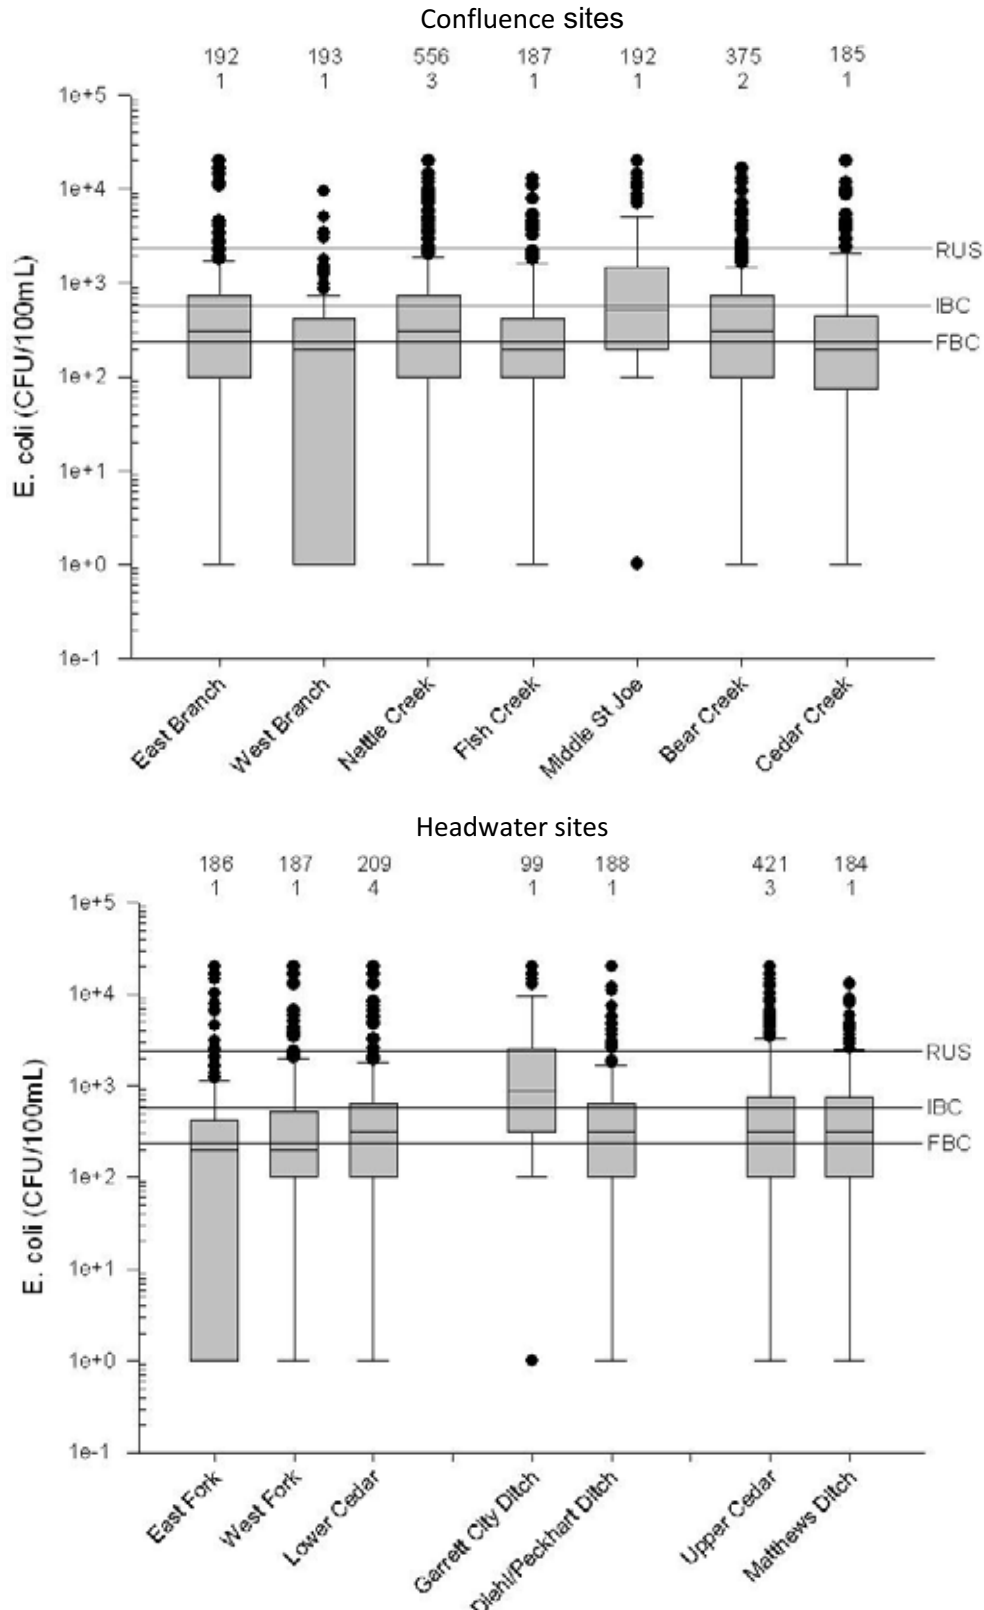 Confluence sites
192 193 556 187 192 375 185
1 1 3 1 1 2 1
1e+5
1e+4
1e+3
1e+2
1e+1
1e+0
1e-1
E. coli (CFU/100mL)
RUS
IBC
FBC
East Branch
West Branch
Nettle Creek
Fish Creek
Middle St Joe
Bear Creek
Cedar Creek
Headwater sites
186 187 209 99 188 421 184
1 1 4 1 1 3 1
1e+5
1e+4
1e+3
1e+2
1e+1
1e+0
1e-1
E. coli (CFU/100mL)
RUS
IBC
FBC
East Fork
West Fork
Lower Cedar
Garrett City Ditch
Diehl/Peckhart Ditch
Upper Cedar
Matthews Ditch